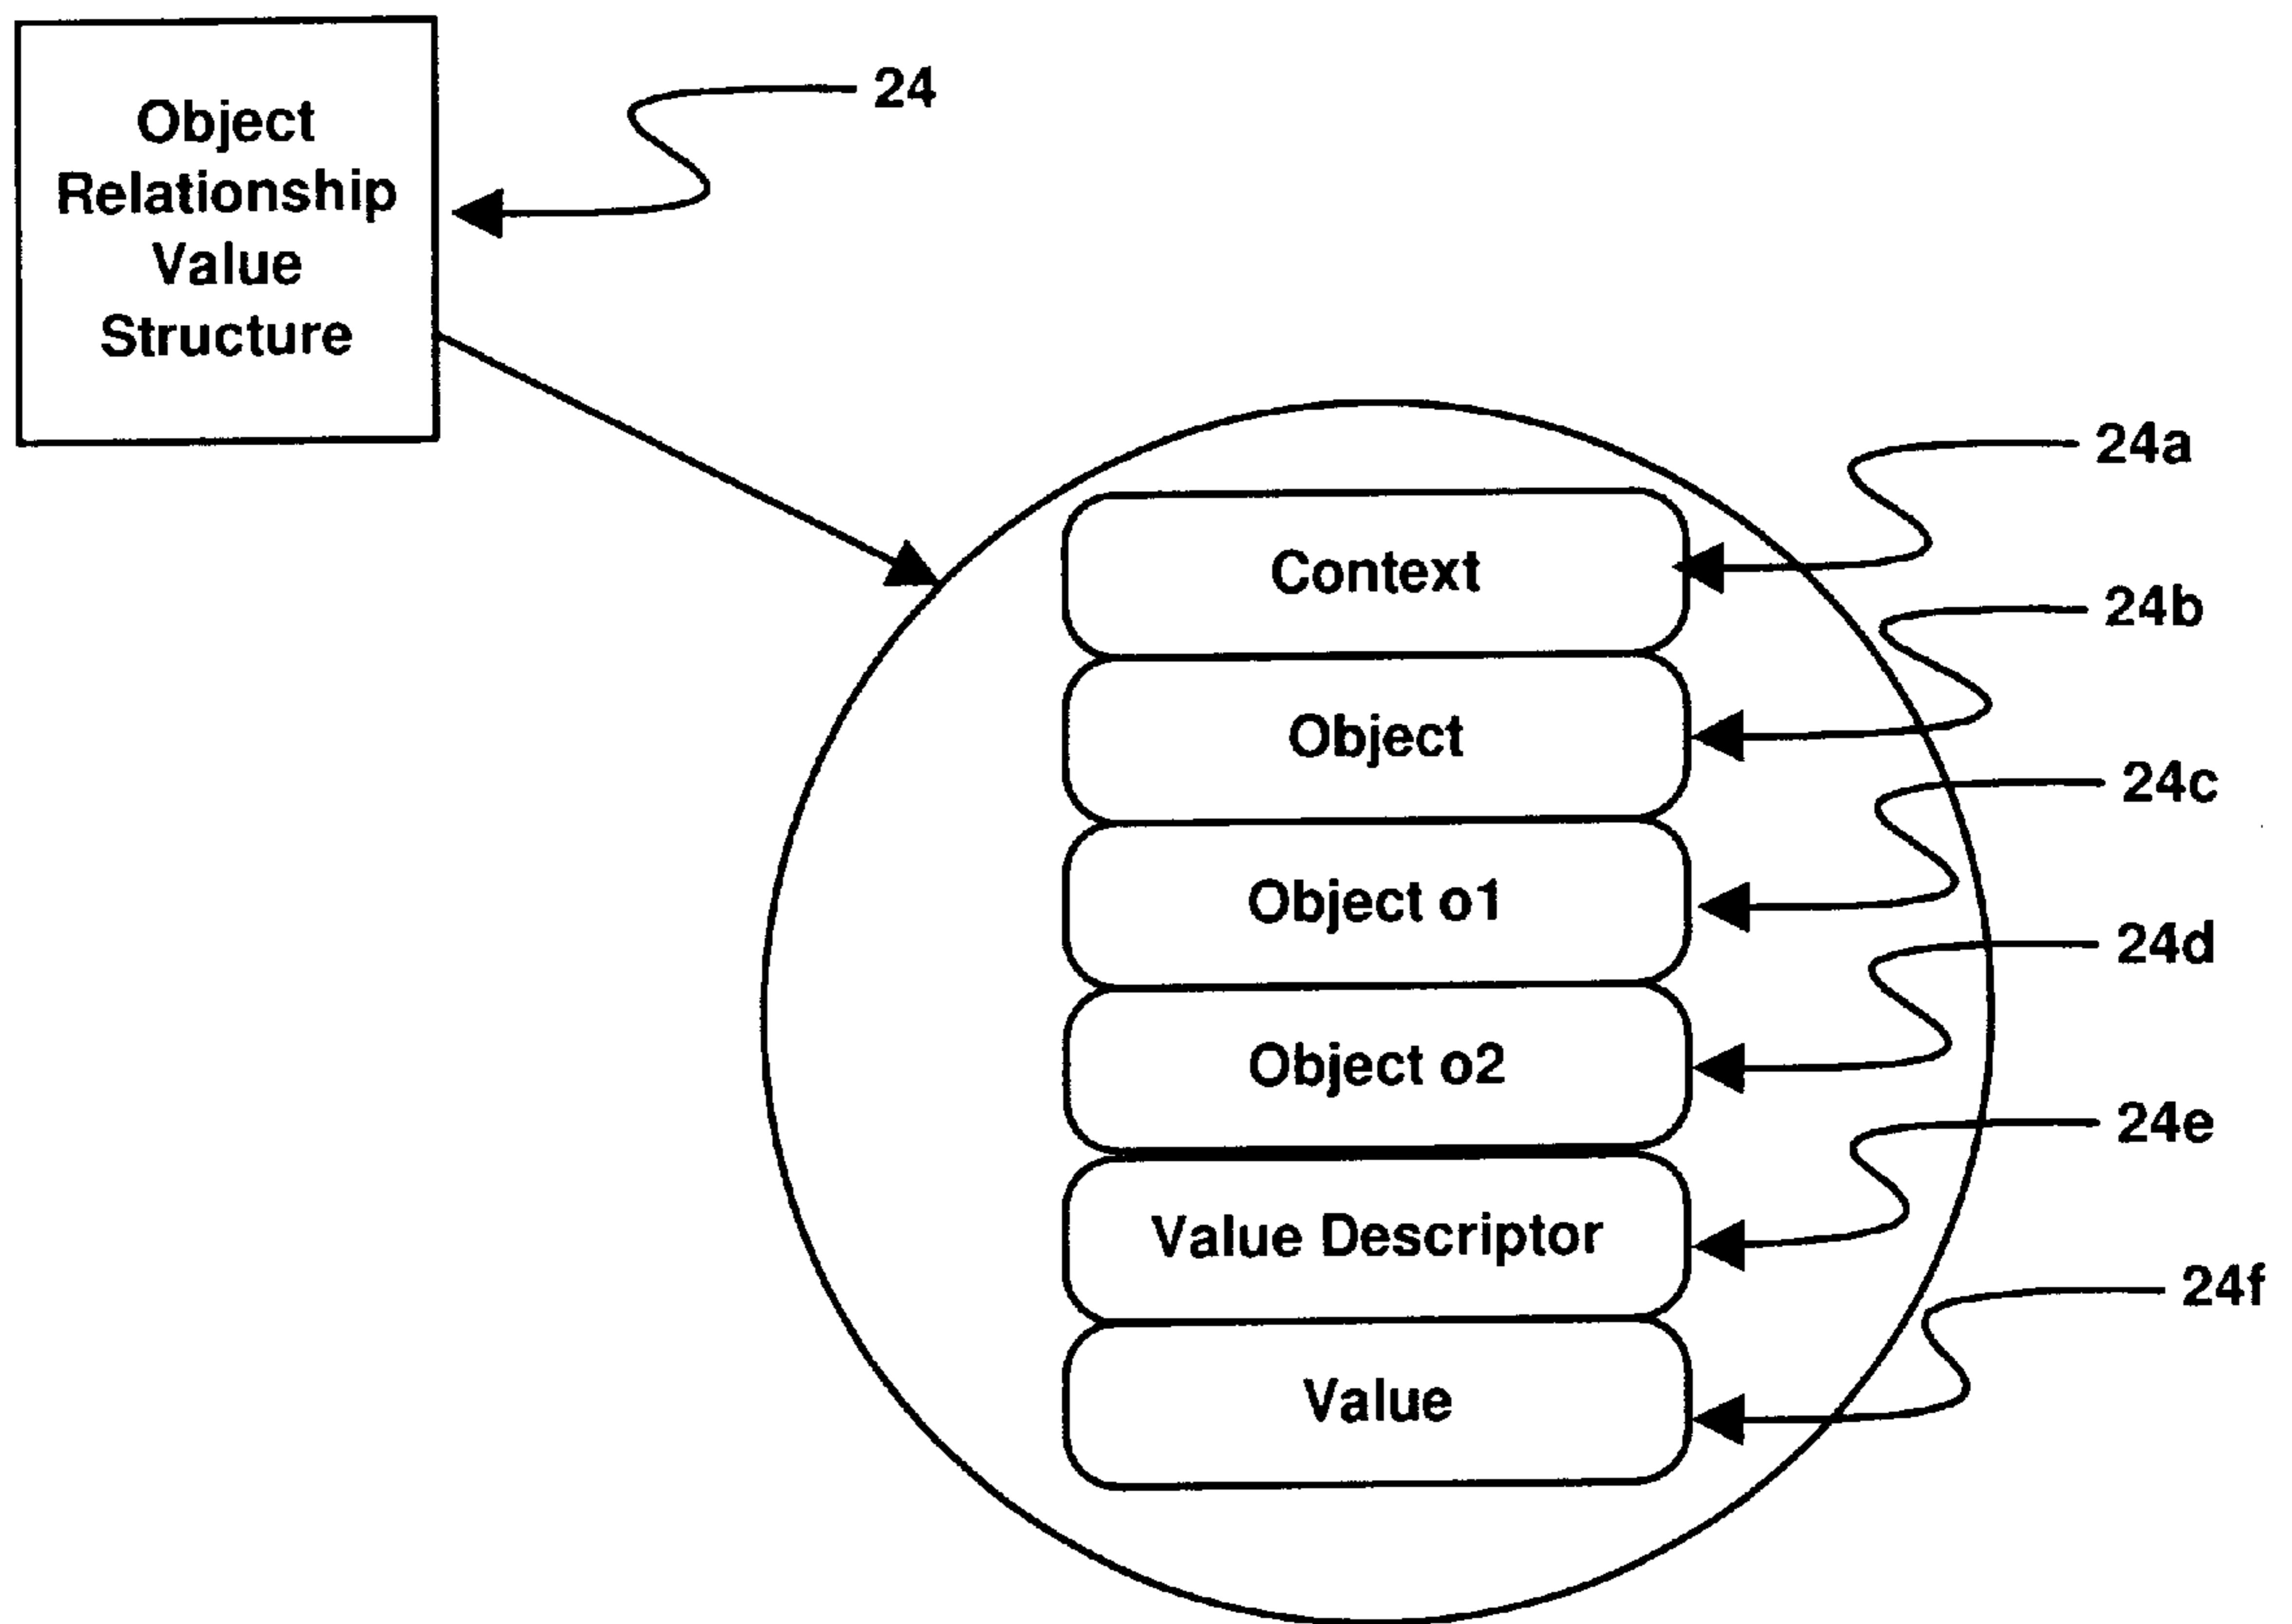 Object
Relationship
Value
Structure
24
Context
24a
Object
24b
Object o1
24c
Object o2
24d
Value Descriptor
24e
Value
24f